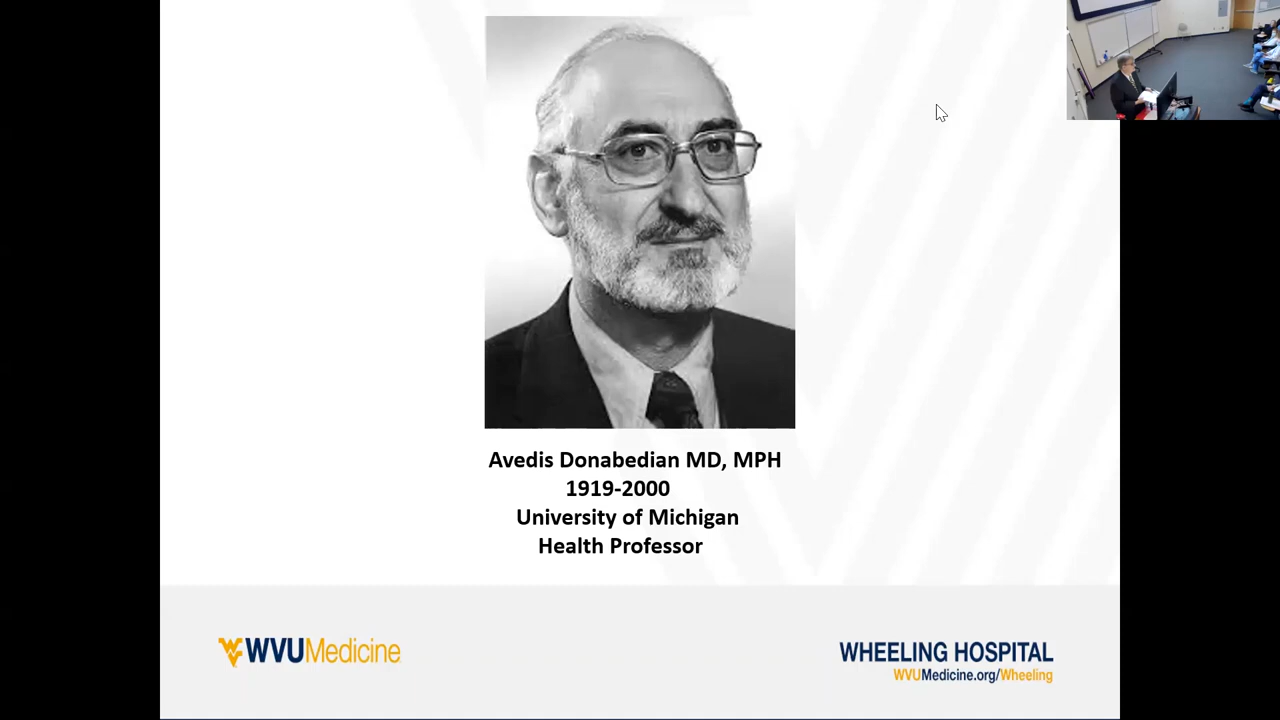 Avedis Donabedian MD, MPH
1919-2000
University of Michigan
Health Professor
WVUMedicine
WHEELING HOSPITAL
WVUMedicine.org/Wheeling